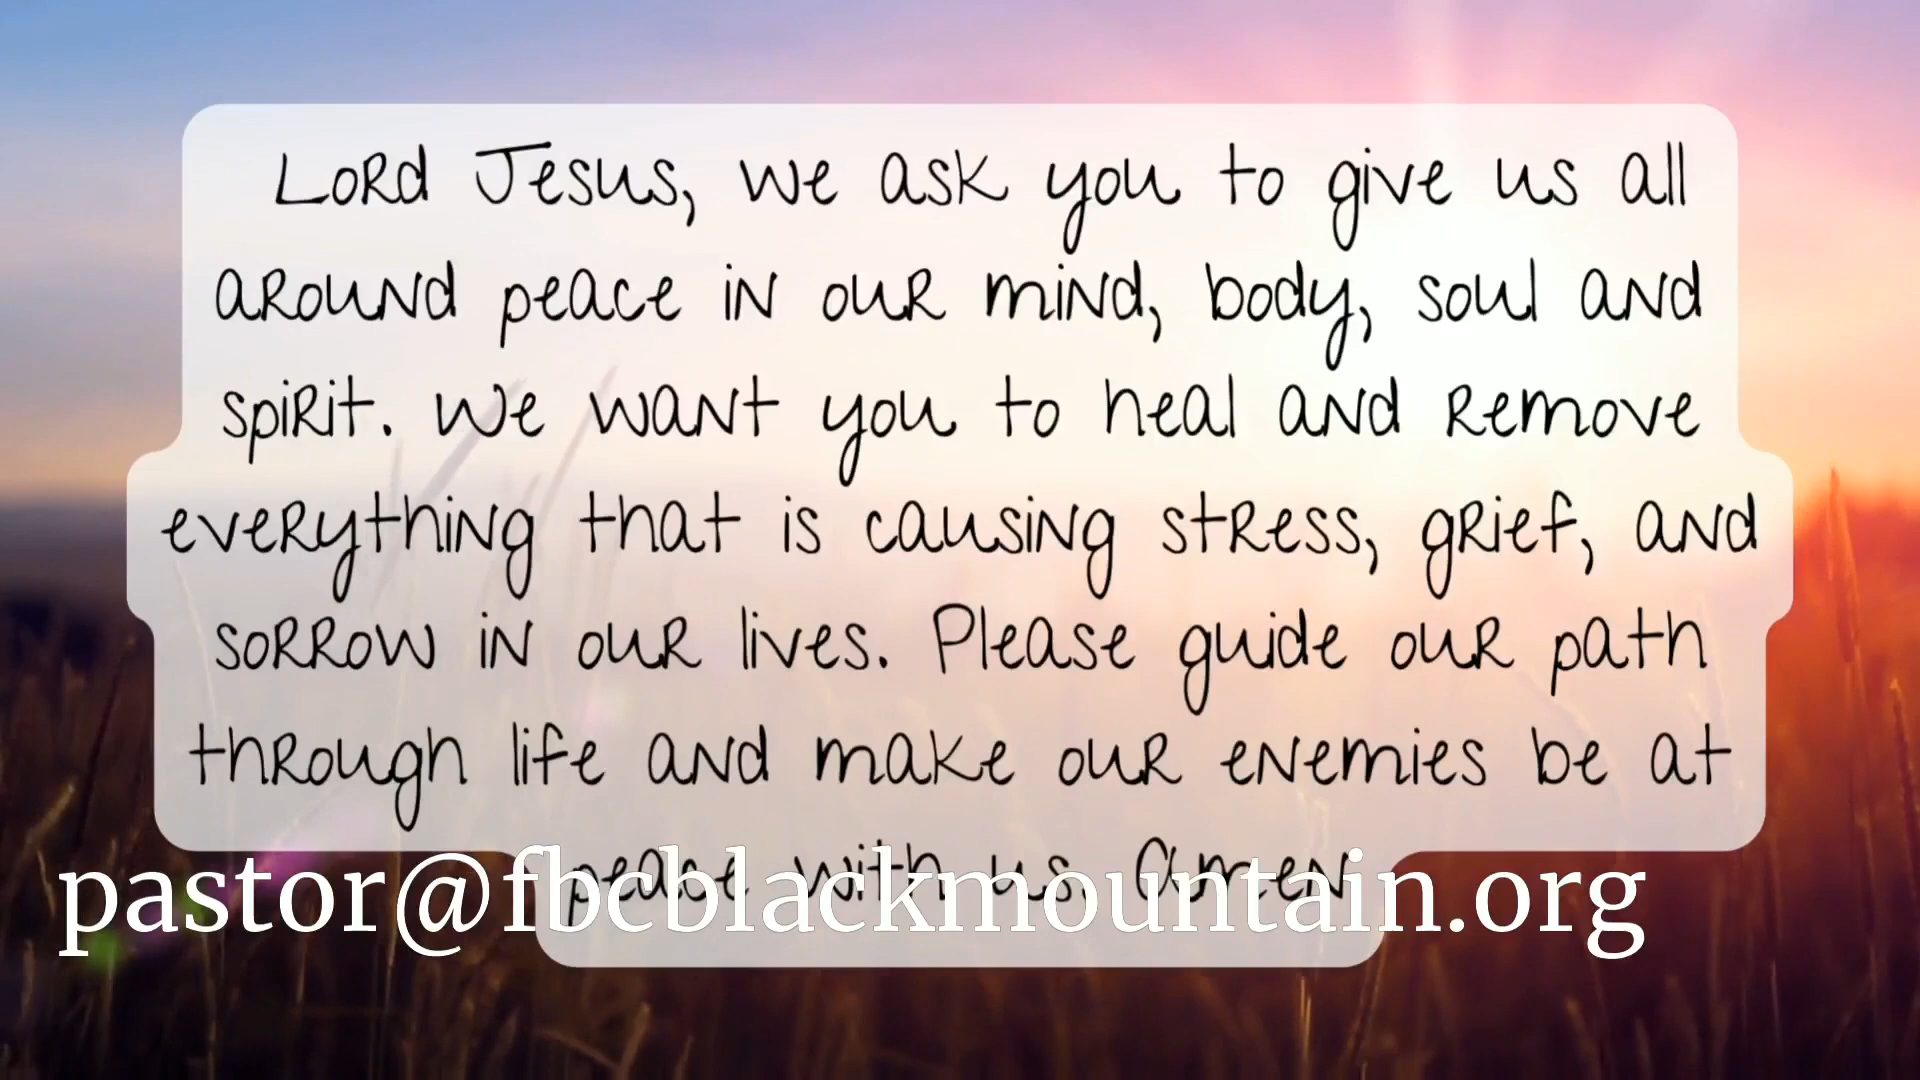 Lord Jesus, we ask you to give us all
around peace in our mind, body, soul and
spirit. We want you to heal and remove
everything that is causing stress, grief, and
sorrow in our lives. Please guide our path
through life and make our enemies be at
peace with us. Amen
pastor@fbcblackmountain.org